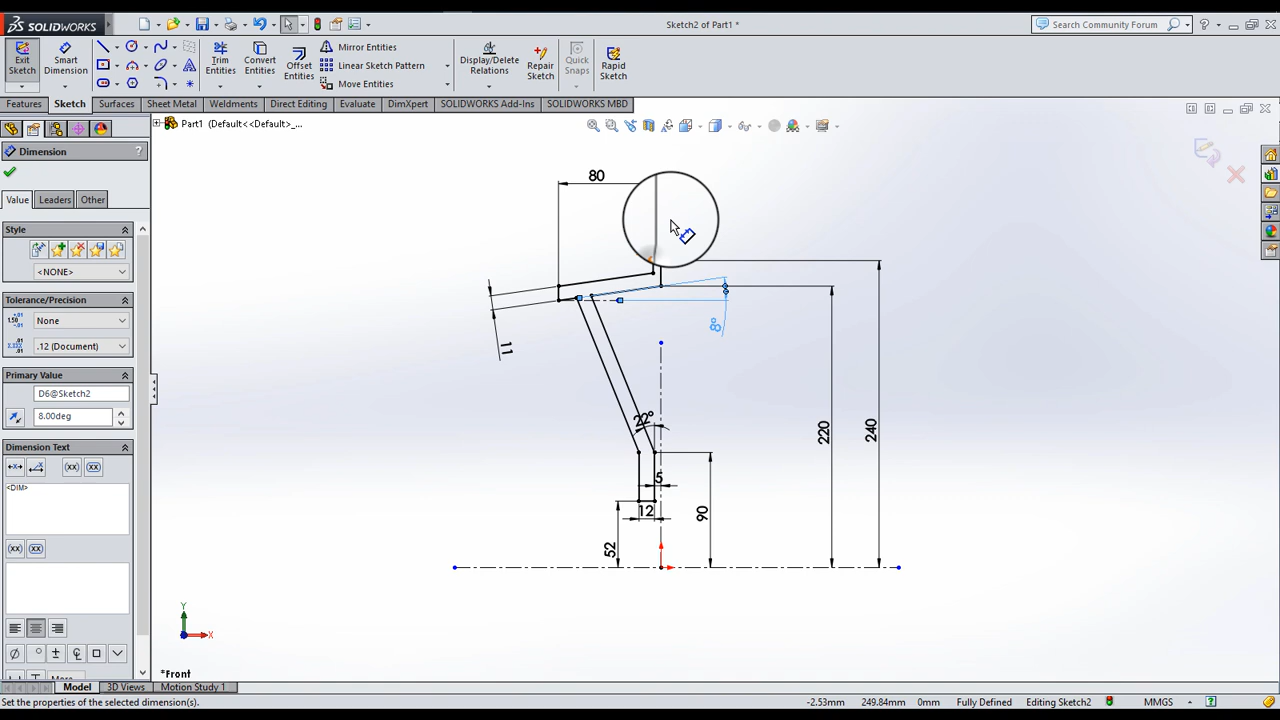 SOLIDWORKS
Sketch2 of Part1 *
Search Community Forum
Exit Sketch
Smart Dimension
Trim Entities
Convert Entities
Offset Entities
Mirror Entities
Linear Sketch Pattern
Move Entities
Display/Delete Relations
Repair Sketch
Quick Snaps
Rapid Sketch
Features
Sketch
Surfaces
Sheet Metal
Weldments
Direct Editing
Evaluate
DimXpert
SOLIDWORKS Add-Ins
SOLIDWORKS MBD
Part1 (Default<<Default>_...
Dimension
?
Value
Leaders
Other
Style
<NONE>
Tolerance/Precision
1.50
None
.12 (Document)
Primary Value
D6@Sketch2
8.00deg
Dimension Text
(xx)
<DIM>
(xx)
80
11
8°
22°
5
12
52
90
220
240
Y
X
*Front
Model
3D Views
Motion Study 1
Set the properties of the selected dimension(s).
-2.53mm
249.84mm
0mm
Fully Defined
Editing Sketch2
MMGS